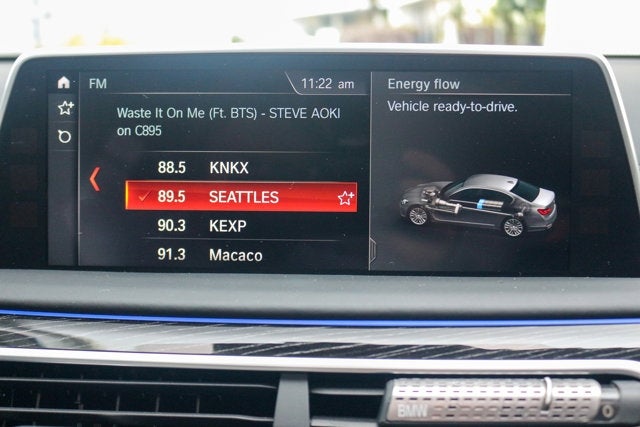 FM
11:22 am
Energy flow
Waste It On Me (Ft. BTS) - STEVE AOKI
on C895
Vehicle ready-to-drive.
88.5 KNKX
89.5 SEATTLES
90.3 KEXP
91.3 Macaco
BMW